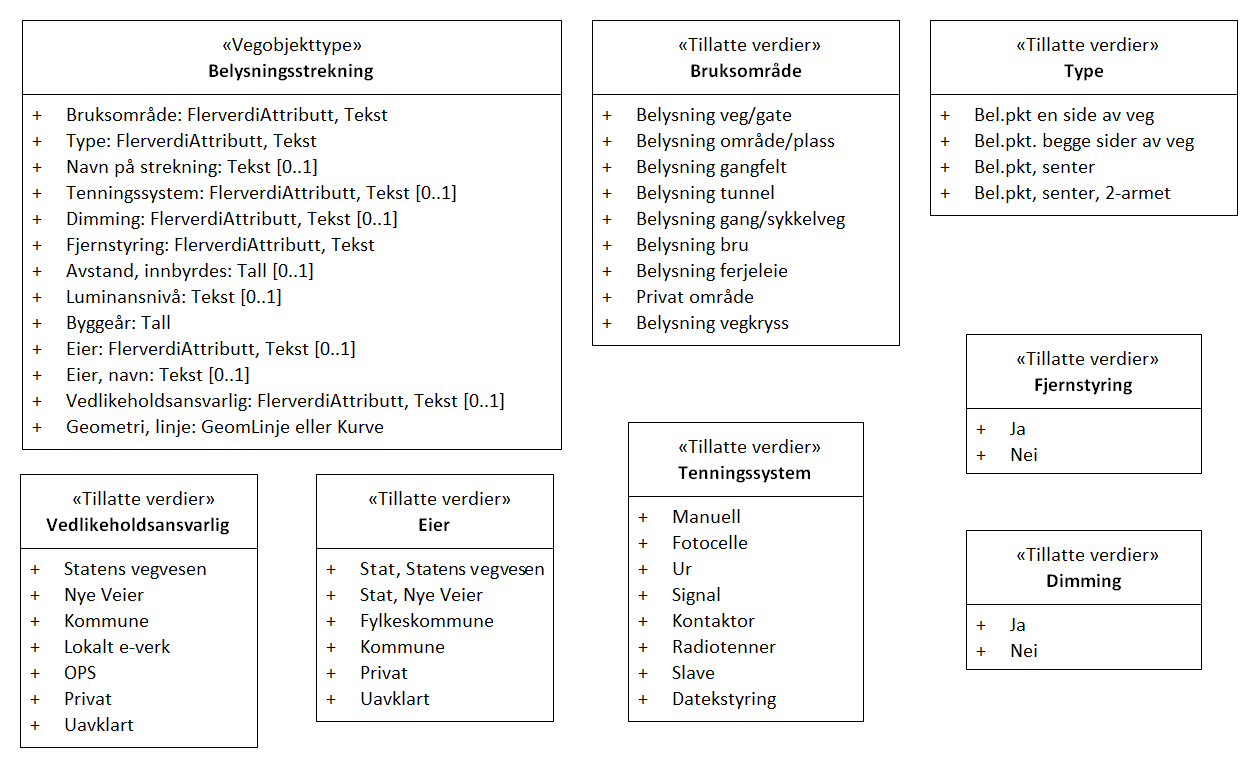 «Vegobjekttype»
Belysningsstrekning
+ Bruksområde: FlerverdiAttributt, Tekst
+ Type: FlerverdiAttributt, Tekst
+ Navn på strekning: Tekst [0..1]
+ Tenningssystem: FlerverdiAttributt, Tekst [0..1]
+ Dimming: FlerverdiAttributt, Tekst [0..1]
+ Fjernstyring: FlerverdiAttributt, Tekst
+ Avstand, innbyrdes: Tall [0..1]
+ Luminansnivå: Tekst [0..1]
+ Byggeår: Tall
+ Eier: FlerverdiAttributt, Tekst [0..1]
+ Eier, navn: Tekst [0..1]
+ Vedlikeholdsansvarlig: FlerverdiAttributt, Tekst [0..1]
+ Geometri, linje: GeomLinje eller Kurve
«Tillatte verdier»
Bruksområde
+ Belysning veg/gate
+ Belysning område/plass
+ Belysning gangfelt
+ Belysning tunnel
+ Belysning gang/sykkelveg
+ Belysning bru
+ Belysning ferjeleie
+ Privat område
+ Belysning vegkryss
«Tillatte verdier»
Type
+ Bel.pkt en side av veg
+ Bel.pkt. begge sider av veg
+ Bel.pkt, senter
+ Bel.pkt, senter, 2-armet
«Tillatte verdier»
Fjernstyring
+ Ja
+ Nei
«Tillatte verdier»
Vedlikeholdsansvarlig
+ Statens vegvesen
+ Nye Veier
+ Kommune
+ Lokalt e-verk
+ OPS
+ Privat
+ Uavklart
«Tillatte verdier»
Eier
+ Stat, Statens vegvesen
+ Stat, Nye Veier
+ Fylkeskommune
+ Kommune
+ Privat
+ Uavklart
«Tillatte verdier»
Tenningssystem
+ Manuell
+ Fotocelle
+ Ur
+ Signal
+ Kontaktor
+ Radiotenner
+ Slave
+ Datekstyring
«Tillatte verdier»
Dimming
+ Ja
+ Nei